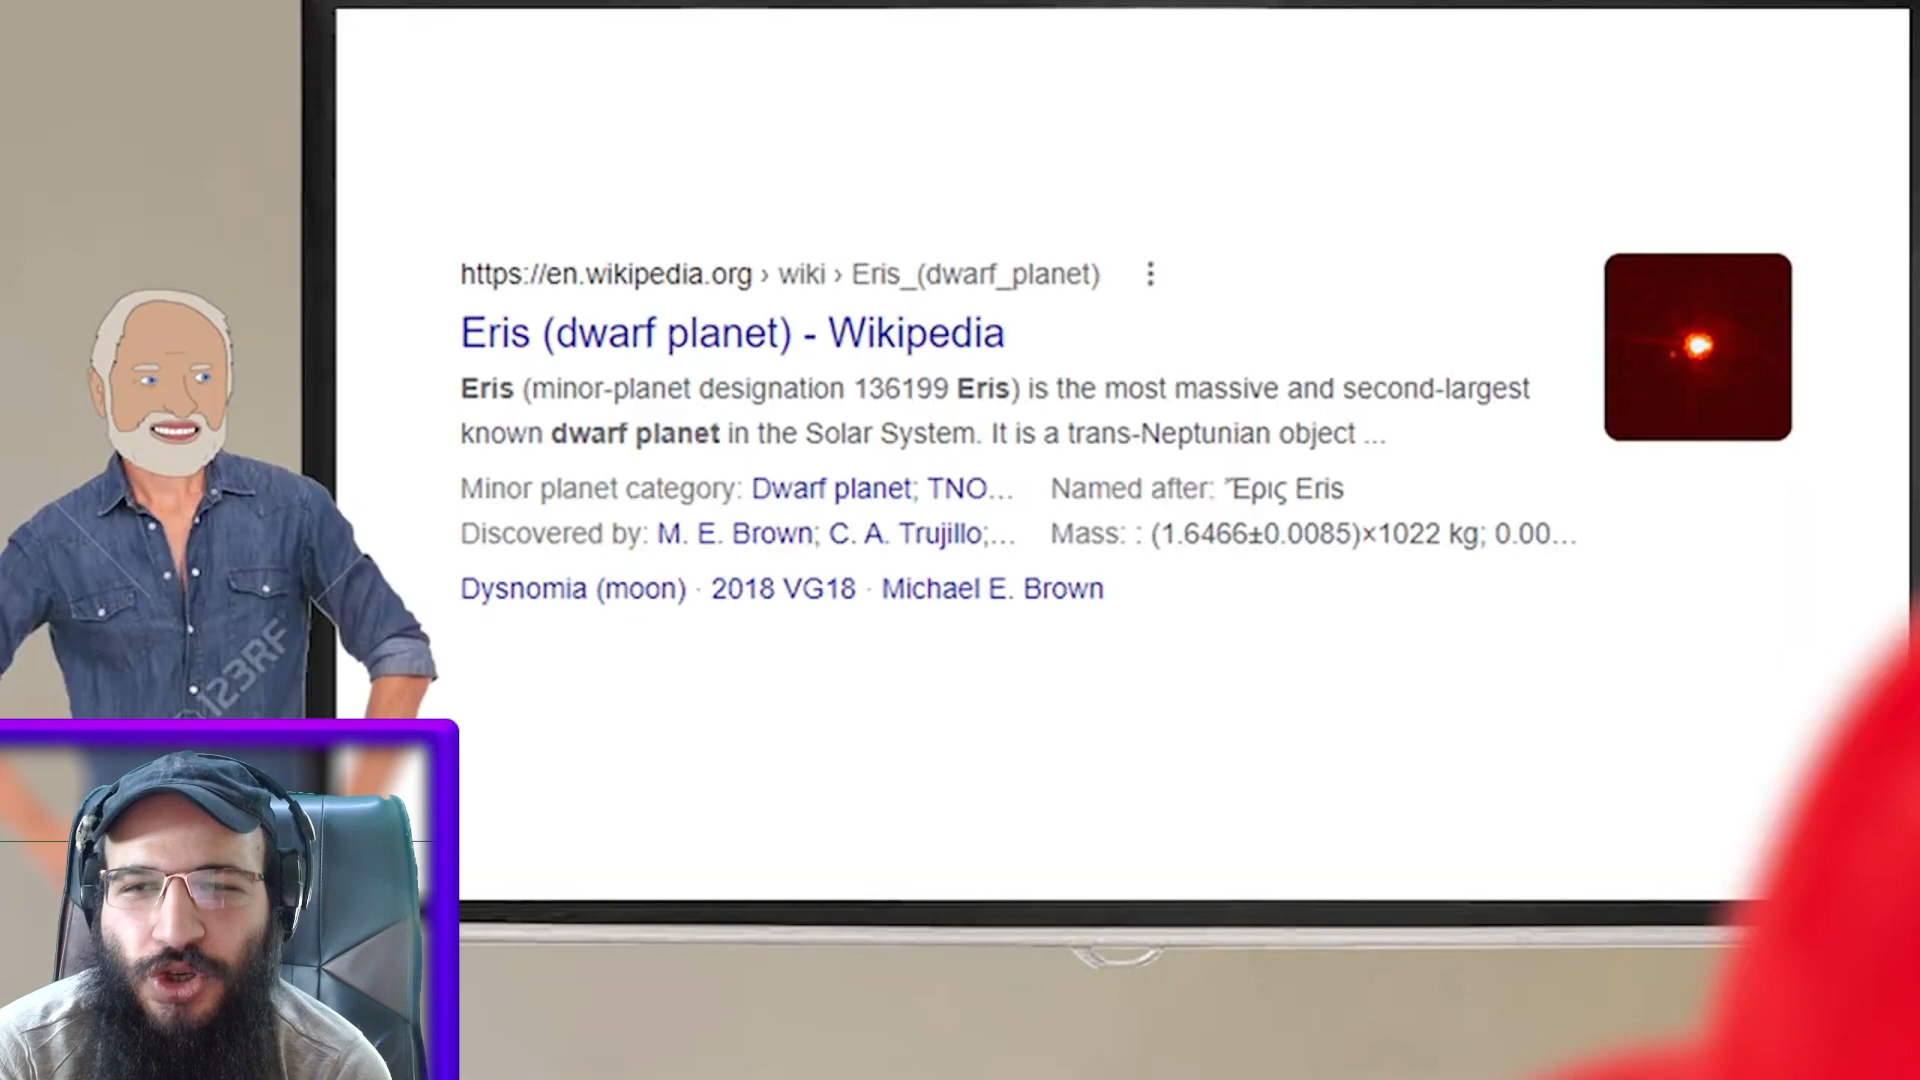 https://en.wikipedia.org › wiki › Eris_(dwarf_planet)
Eris (dwarf planet) - Wikipedia
Eris (minor-planet designation 136199 Eris) is the most massive and second-largest
known dwarf planet in the Solar System. It is a trans-Neptunian object ...
Minor planet category: Dwarf planet; TNO... Named after: Ἔρις Eris
Discovered by: M. E. Brown; C. A. Trujillo;... Mass: : (1.6466±0.0085)×1022 kg; 0.00...
Dysnomia (moon) · 2018 VG18 · Michael E. Brown
123RF